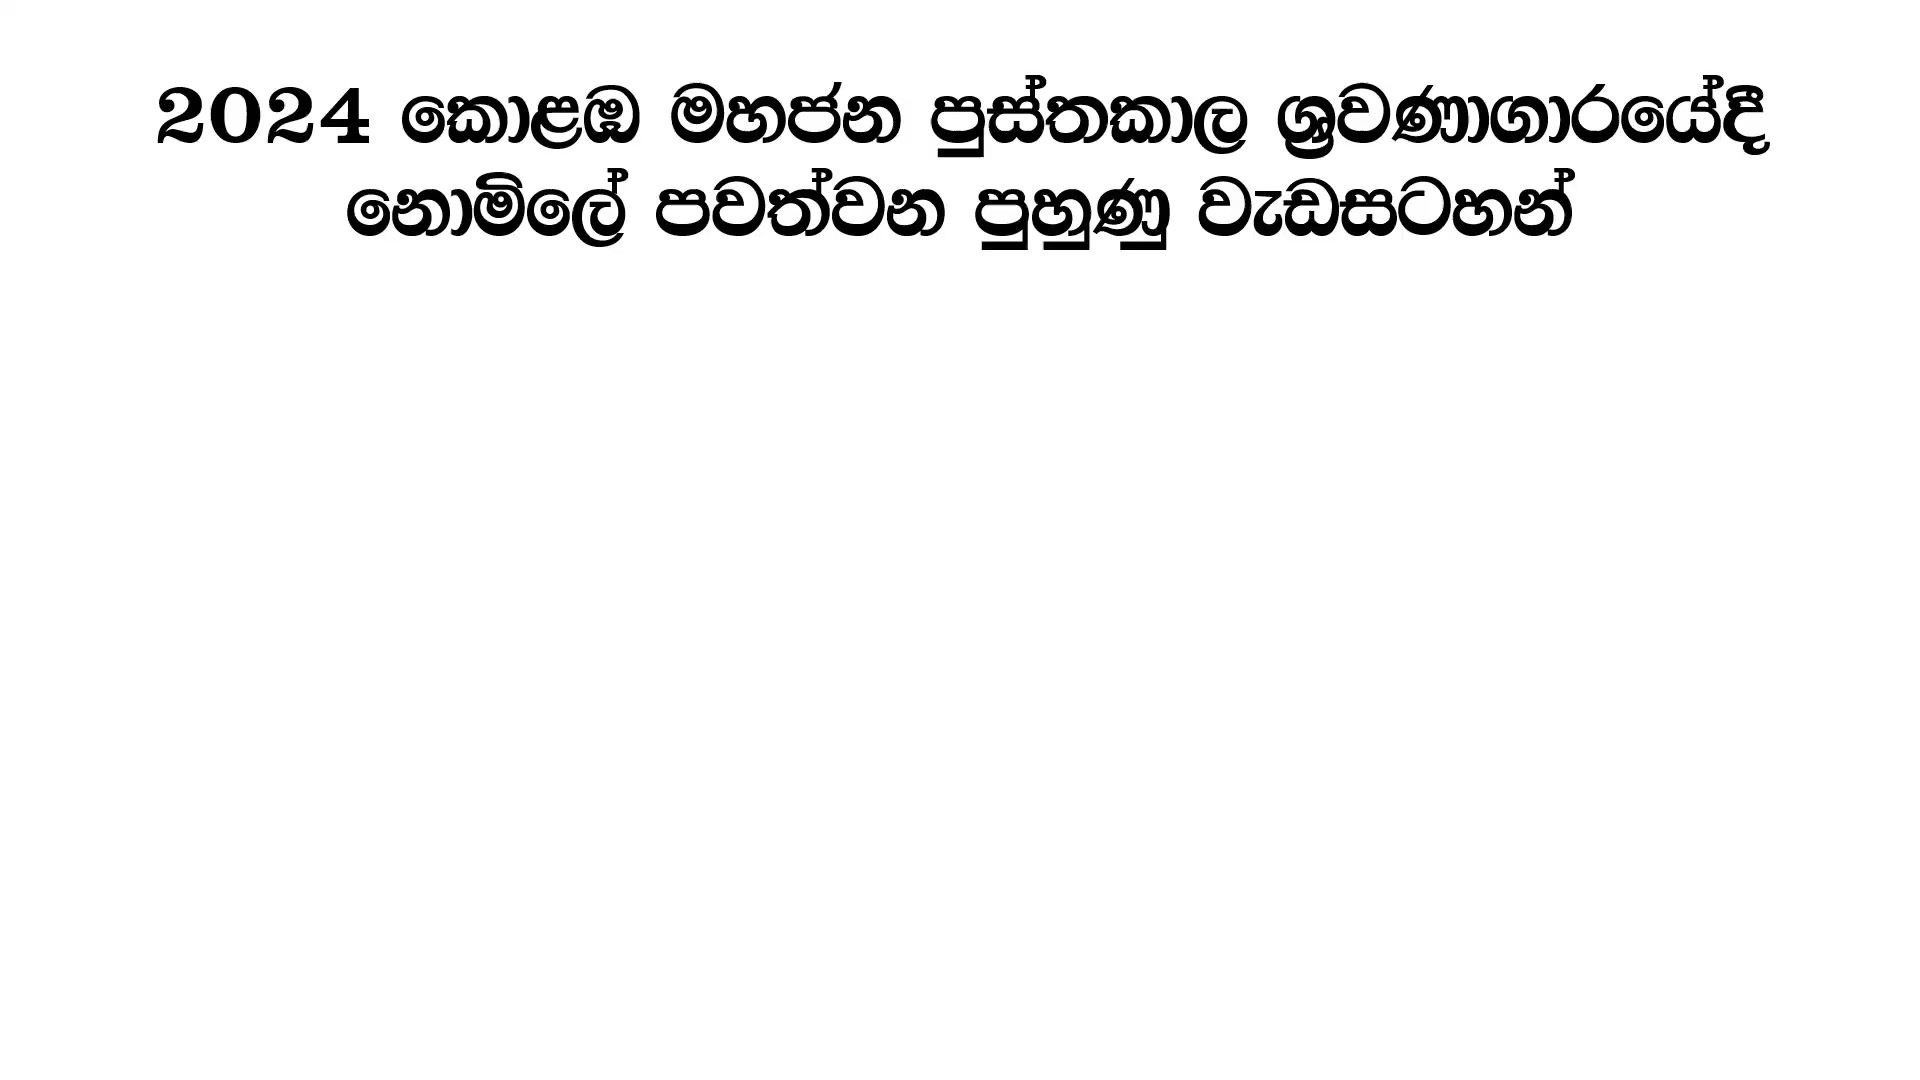 2024 කොළඹ මහජන පුස්තකාල ශ්‍රවණාගාරයේදී
නොමිලේ පවත්වන පුහුණු වැඩසටහන්